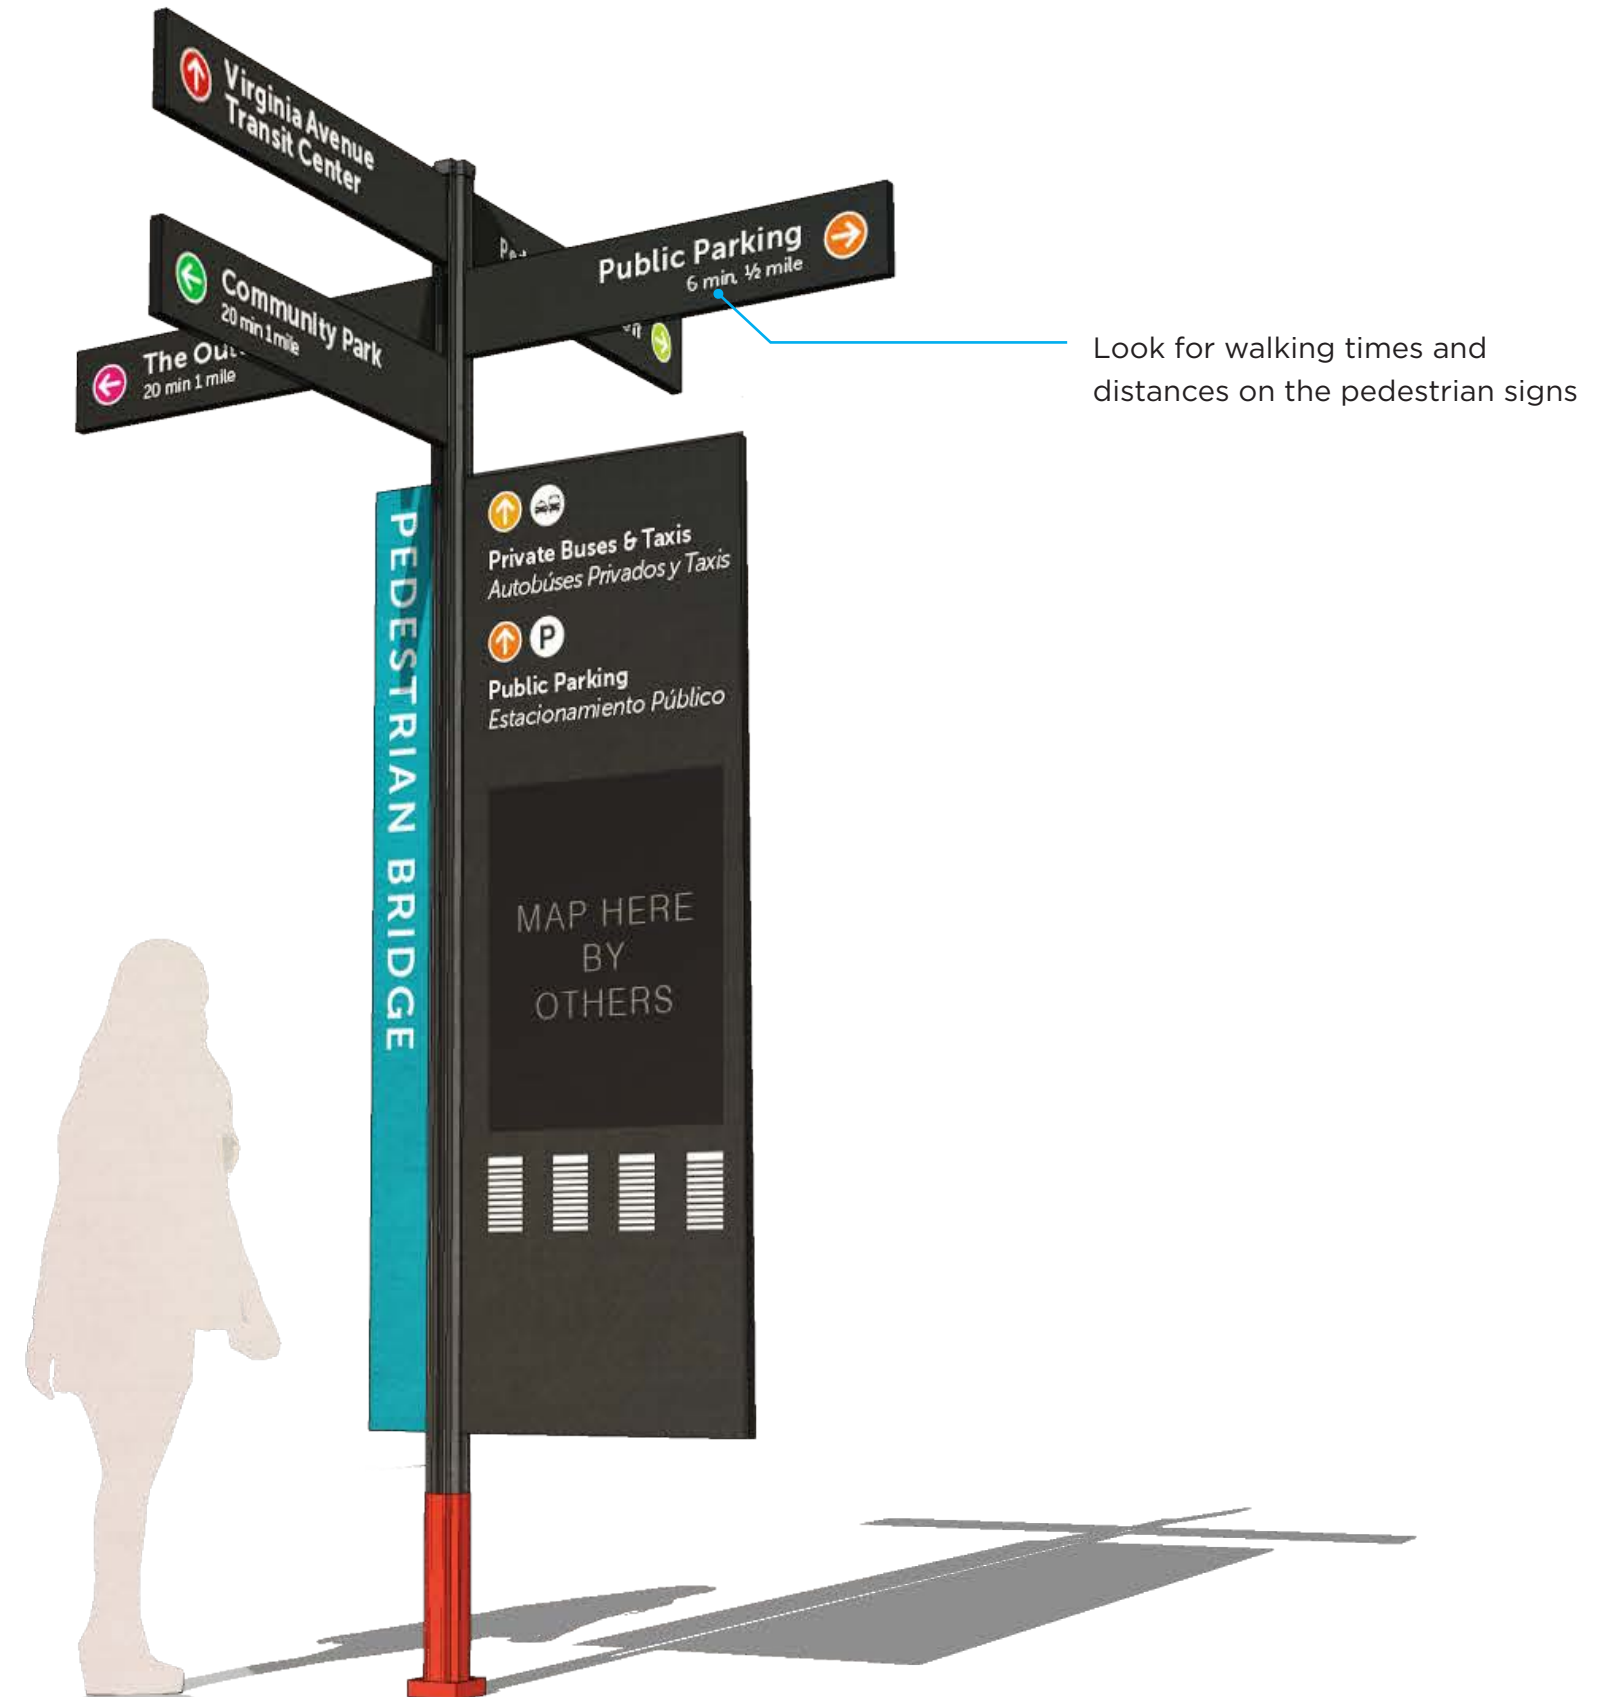 Virginia Avenue
Transit Center
Public Parking
6 min, ½ mile
Community Park
20 min 1 mile
The
20 min 1 mile
Look for walking times and
distances on the pedestrian signs
PEDESTRIAN BRIDGE
Private Buses & Taxis
Autobúses Privados y Taxis
P
Public Parking
Estacionamiento Público
MAP HERE
BY
OTHERS